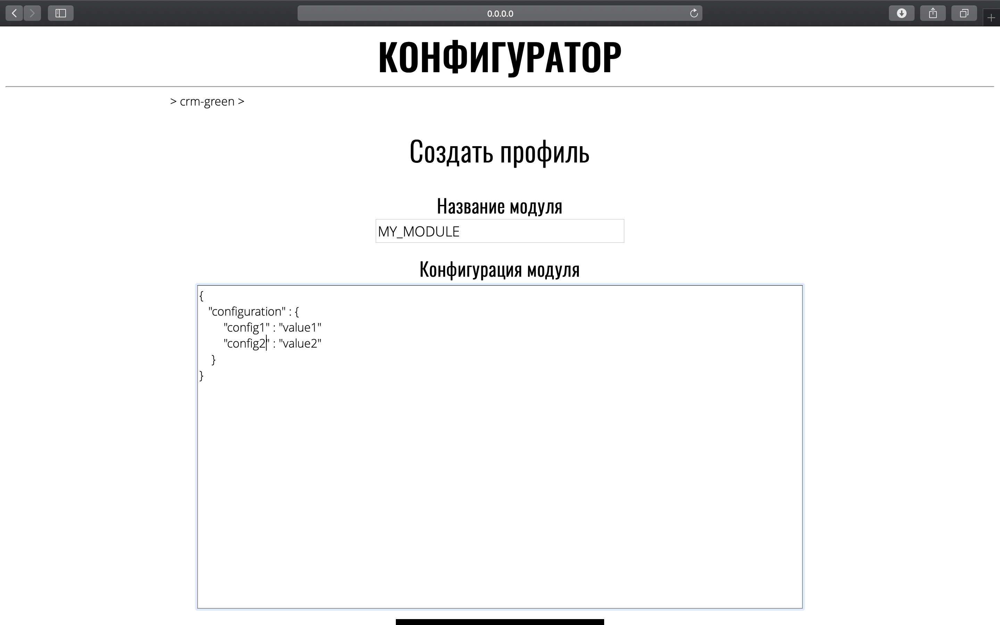 0.0.0.0
КОНФИГУРАТОР
> crm-green >
Создать профиль
Название модуля
MY_MODULE
Конфигурация модуля
{
"configuration" : {
"config1" : "value1"
"config2" : "value2"
}
}